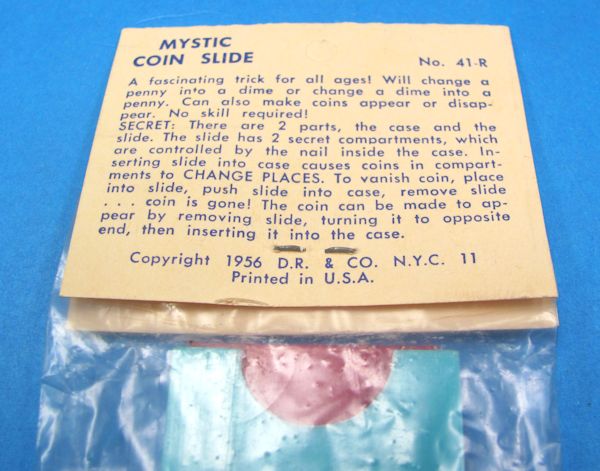 MYSTIC
COIN SLIDE No. 41-R
A fascinating trick for all ages! Will change a
penny into a dime or change a dime into a
penny. Can also make coins appear or disap-
pear. No skill required!
SECRET: There are 2 parts, the case and the
slide. The slide has 2 secret compartments, which
are controlled by the nail inside the case. In-
serting slide into case causes coins in compart-
ments to CHANGE PLACES. To vanish coin, place
into slide, push slide into case, remove slide
. . . coin is gone! The coin can be made to ap-
pear by removing slide, turning it to opposite
end, then inserting it into the case.
Copyright 1956 D.R. & CO. N.Y.C. 11
Printed in U.S.A.